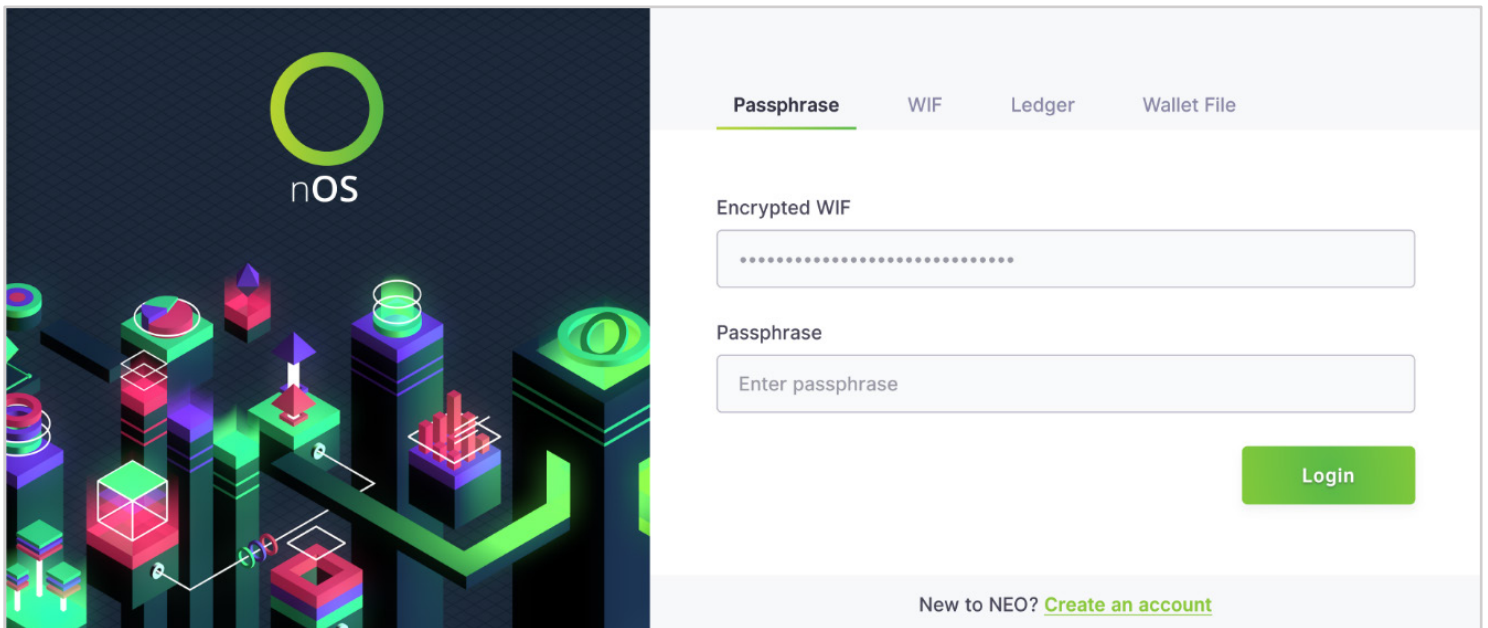 nOS
Passphrase WIF Ledger Wallet File
Encrypted WIF
••••••••••••••••••••••••••••••
Passphrase
Enter passphrase
Login
New to NEO? Create an account